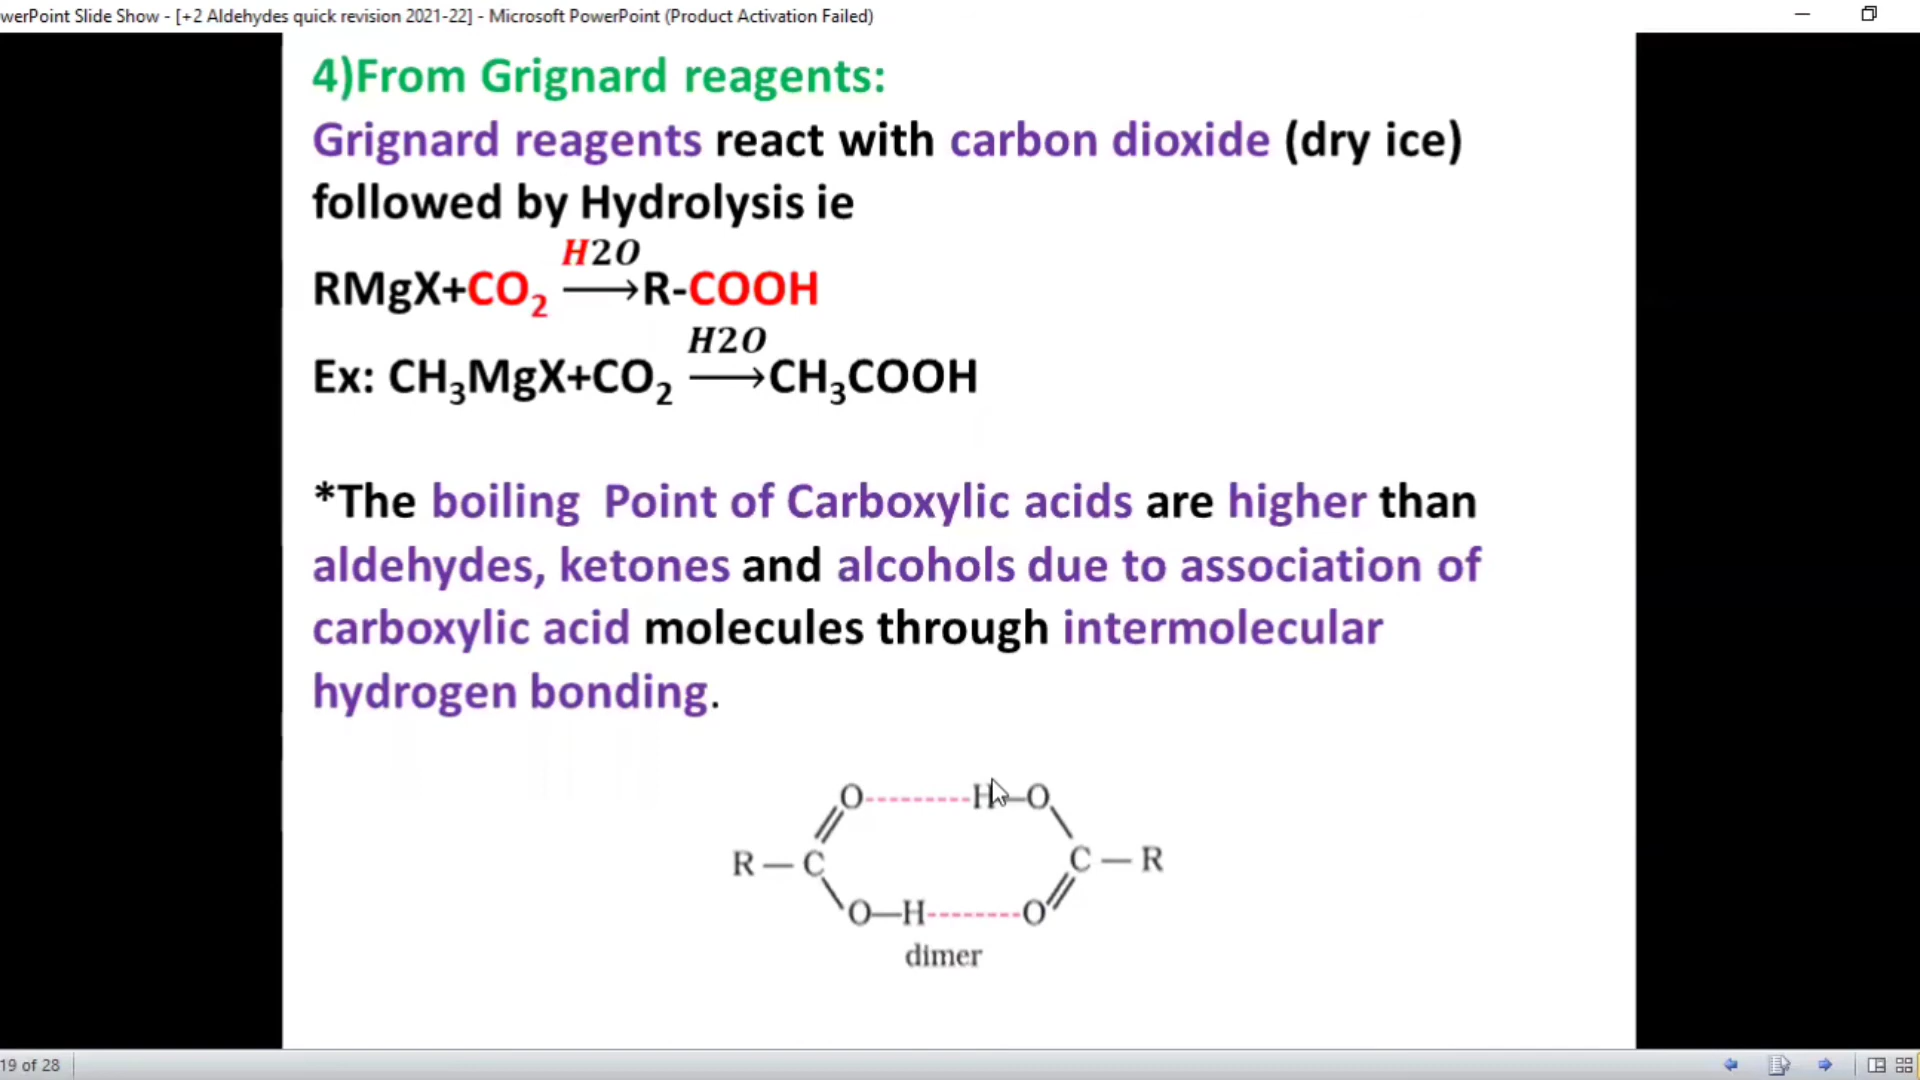 werPoint Slide Show - [+2 Aldehydes quick revision 2021-22] - Microsoft PowerPoint (Product Activation Failed)
4)From Grignard reagents:
Grignard reagents react with carbon dioxide (dry ice)
followed by Hydrolysis ie
H2O
RMgX+CO₂ ⟶R-COOH
H2O
Ex: CH₃MgX+CO₂ ⟶CH₃COOH
*The boiling Point of Carboxylic acids are higher than
aldehydes, ketones and alcohols due to association of
carboxylic acid molecules through intermolecular
hydrogen bonding.
O---------H—O
R — C C — R
O—H--------O
dimer
19 of 28